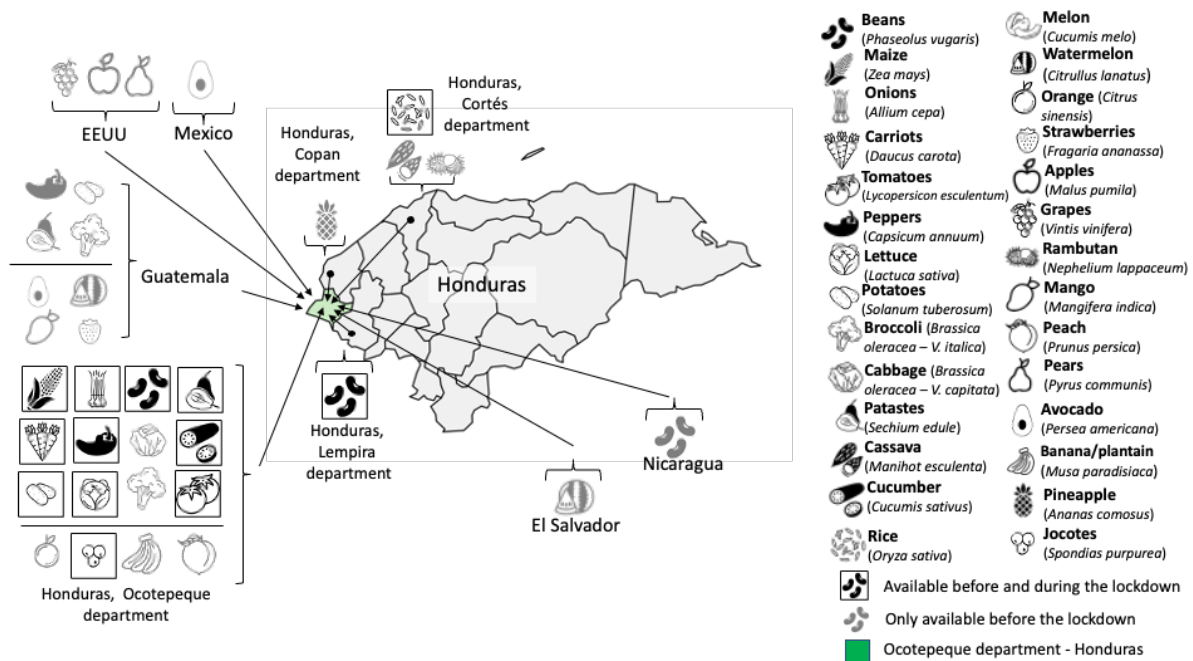 EEUU
Mexico
Honduras,
Cortés
department
Honduras,
Copan
department
Guatemala
Honduras
Honduras,
Lempira
department
Nicaragua
El Salvador
Honduras, Ocotepeque
department
Beans
(Phaseolus vugaris)
Maize
(Zea mays)
Onions
(Allium cepa)
Carriots
(Daucus carota)
Tomatoes
(Lycopersicon esculentum)
Peppers
(Capsicum annuum)
Lettuce
(Lactuca sativa)
Potatoes
(Solanum tuberosum)
Broccoli (Brassica
oleracea – V. italica)
Cabbage (Brassica
oleracea – V. capitata)
Patastes
(Sechium edule)
Cassava
(Manihot esculenta)
Cucumber
(Cucumis sativus)
Rice
(Oryza sativa)
Melon
(Cucumis melo)
Watermelon
(Citrullus lanatus)
Orange (Citrus
sinensis)
Strawberries
(Fragaria ananassa)
Apples
(Malus pumila)
Grapes
(Vintis vinifera)
Rambutan
(Nephelium lappaceum)
Mango
(Mangifera indica)
Peach
(Prunus persica)
Pears
(Pyrus communis)
Avocado
(Persea americana)
Banana/plantain
(Musa paradisiaca)
Pineapple
(Ananas comosus)
Jocotes
(Spondias purpurea)
Available before and during the lockdown
Only available before the lockdown
Ocotepeque department - Honduras